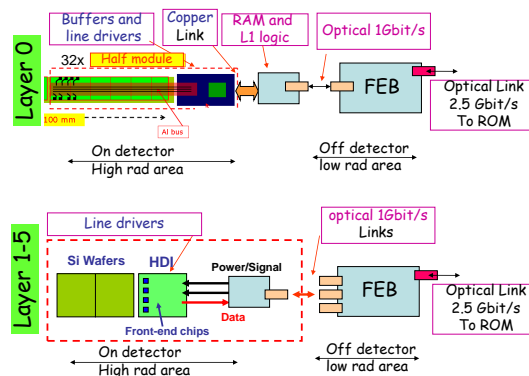 Layer 0
Buffers and
line drivers
Copper
Link
RAM and
L1 logic
Optical 1Gbit/s
32x
Half module
FEB
Optical Link
2.5 Gbit/s
To ROM
100 mm
Al bus
On detector
High rad area
Off detector
low rad area
Layer 1-5
Line drivers
optical 1Gbit/s
Links
Si Wafers
HDI
Power/Signal
FEB
Data
Front-end chips
Optical Link
2.5 Gbit/s
To ROM
On detector
High rad area
Off detector
low rad area